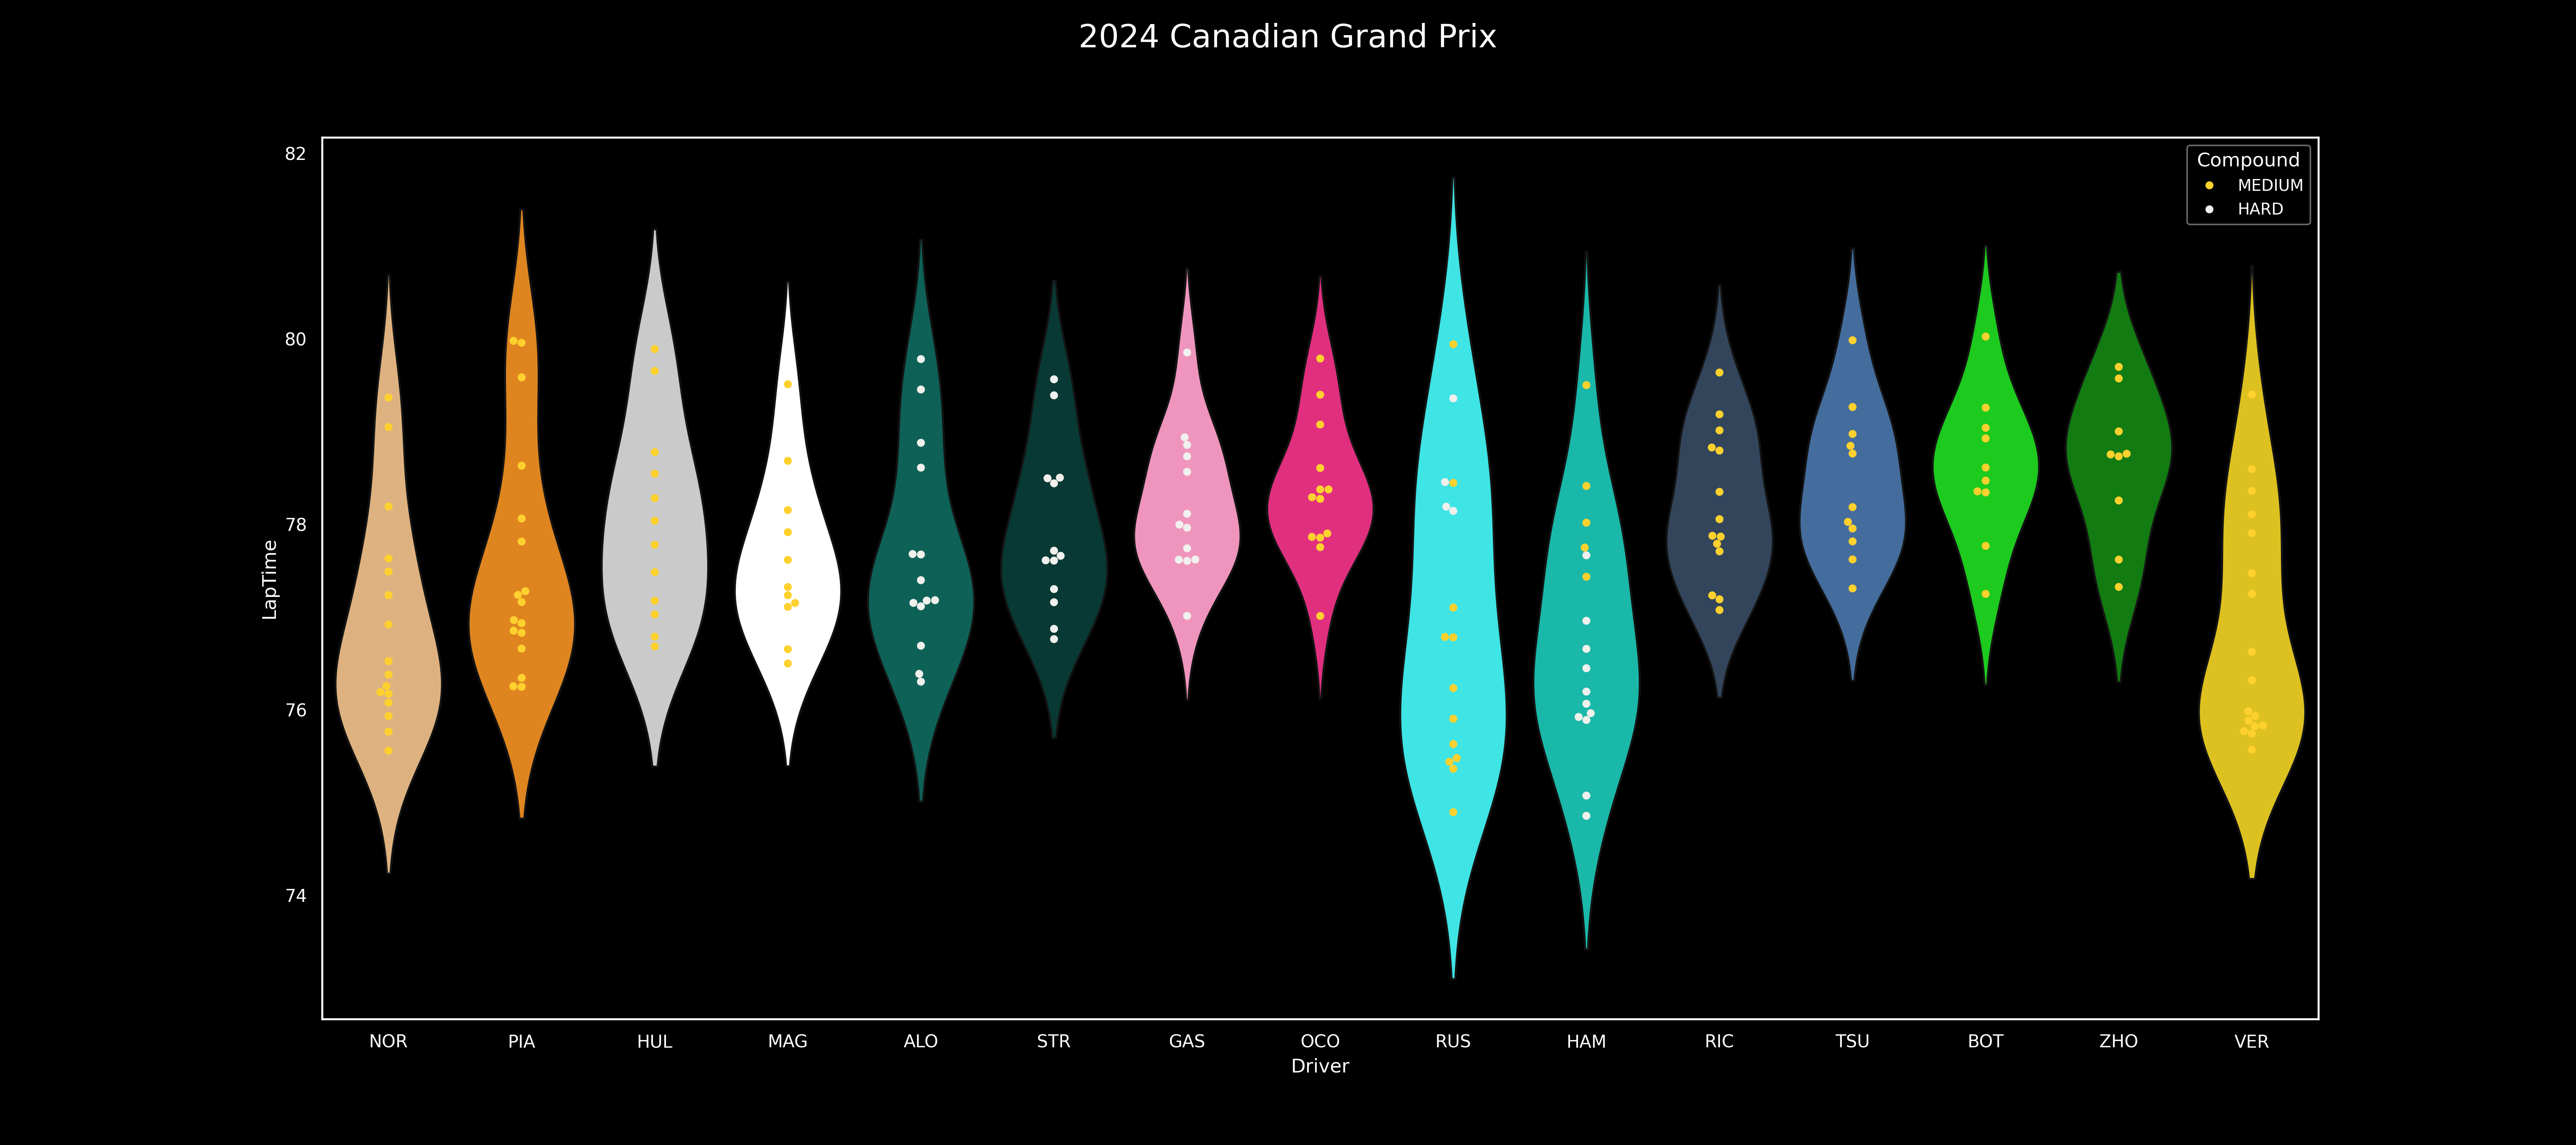 2024 Canadian Grand Prix
82
80
78
76
74
LapTime
Compound
MEDIUM
HARD
NOR PIA HUL MAG ALO STR GAS OCO RUS HAM RIC TSU BOT ZHO VER
Driver